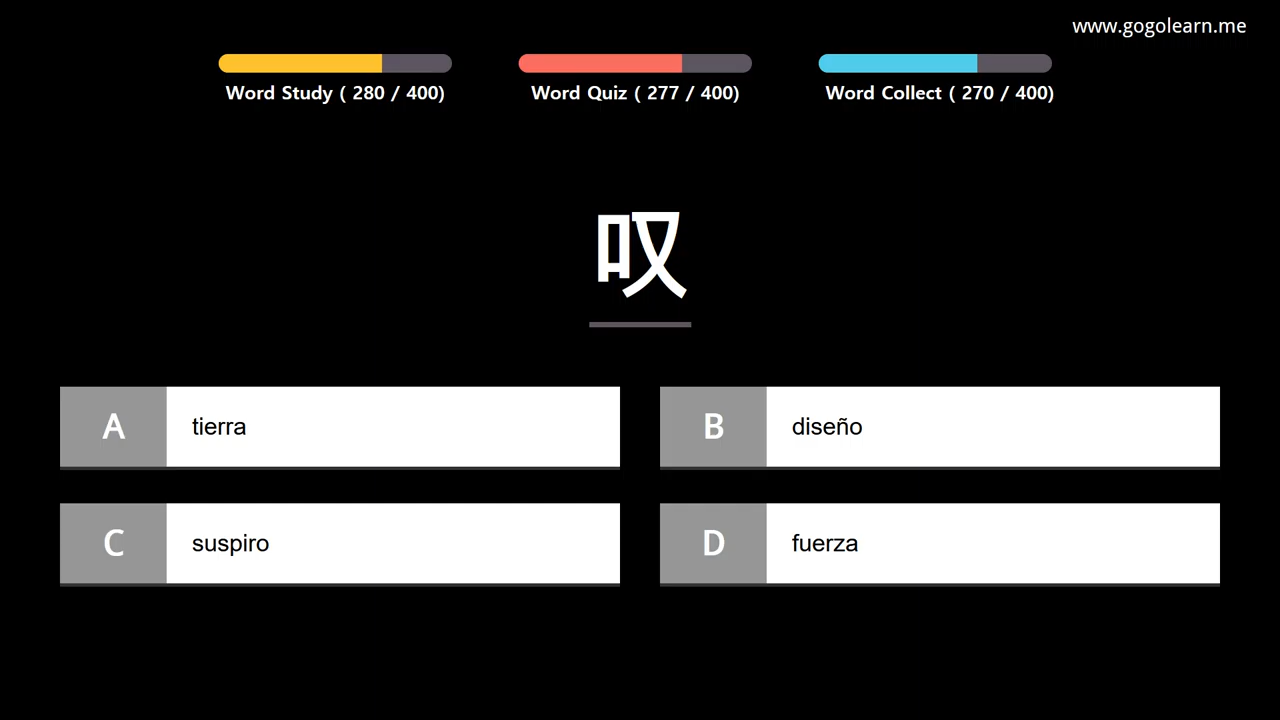 www.gogolearn.me
Word Study ( 280 / 400)
Word Quiz ( 277 / 400)
Word Collect ( 270 / 400)
叹
A tierra
B diseño
C suspiro
D fuerza